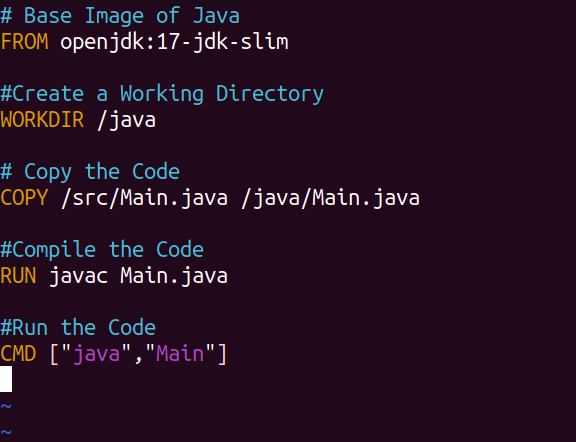 # Base Image of Java
FROM openjdk:17-jdk-slim
#Create a Working Directory
WORKDIR /java
# Copy the Code
COPY /src/Main.java /java/Main.java
#Compile the Code
RUN javac Main.java
#Run the Code
CMD ["java","Main"]
~
~